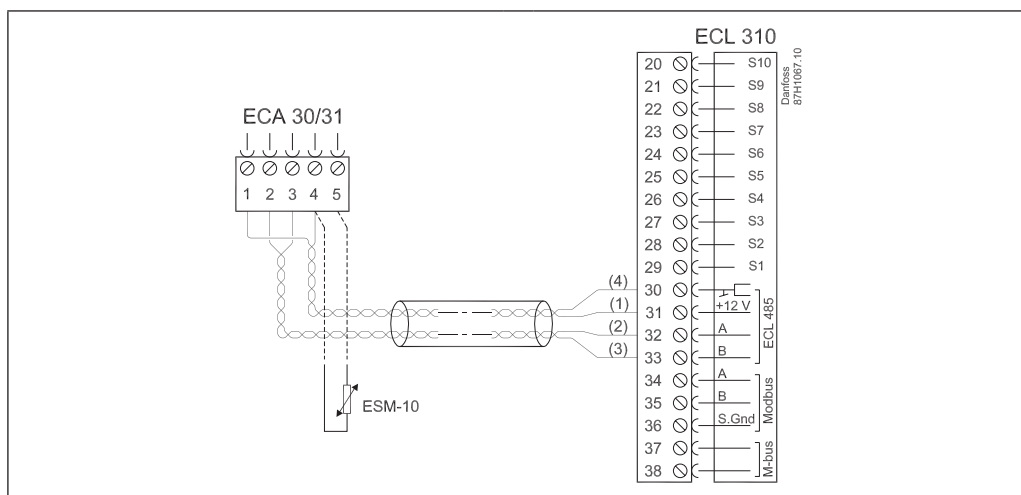 ECL 310
Danfoss
87H1067.10
ECA 30/31
1 2 3 4 5
20 S10
21 S9
22 S8
23 S7
24 S6
25 S5
26 S4
27 S3
28 S2
29 S1
(4) 30
(1) 31 +12 V
(2) 32 A
(3) 33 B
ECL 485
34 A
35 B
36 S.Gnd
Modbus
37
38
M-bus
ESM-10